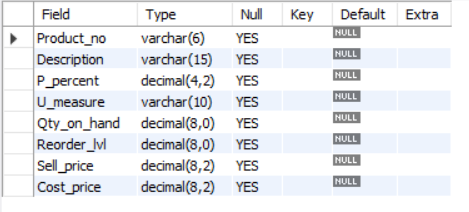 Field Type Null Key Default Extra
Product_no varchar(6) YES NULL
Description varchar(15) YES NULL
P_percent decimal(4,2) YES NULL
U_measure varchar(10) YES NULL
Qty_on_hand decimal(8,0) YES NULL
Reorder_lvl decimal(8,0) YES NULL
Sell_price decimal(8,2) YES NULL
Cost_price decimal(8,2) YES NULL